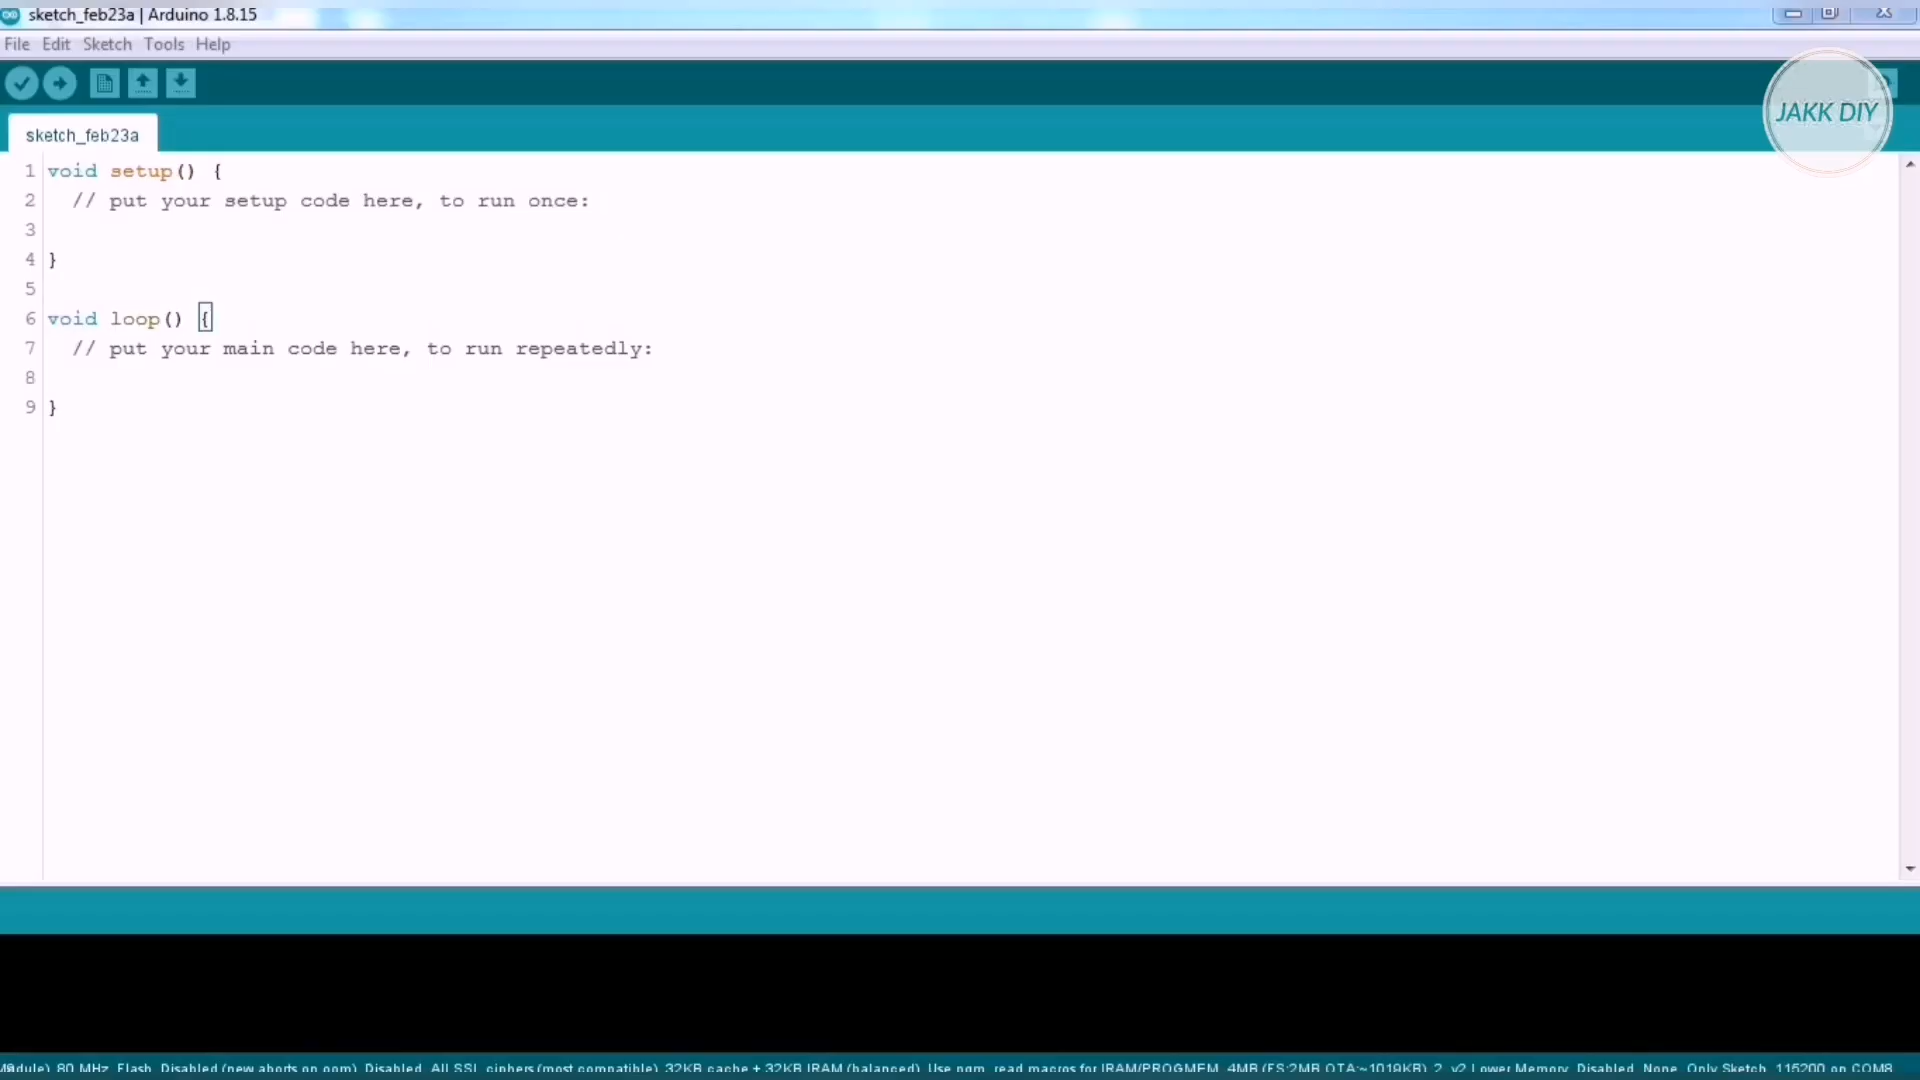 sketch_feb23a | Arduino 1.8.15
File Edit Sketch Tools Help
JAKK DIY
sketch_feb23a
1 void setup() {
2 // put your setup code here, to run once:
3
4 }
5
6 void loop() {
7 // put your main code here, to run repeatedly:
8
9 }
80 MHz, Flash, Disabled (new aborts on oom), Disabled, All SSL ciphers (most compatible), 32KB cache + 32KB IRAM (balanced), Use pgm_read macros for IRAM/PROGMEM, 4MB (FS:2MB OTA:~1019KB), 2, v2 Lower Memory, Disabled, None, Only Sketch, 115200 on COM8